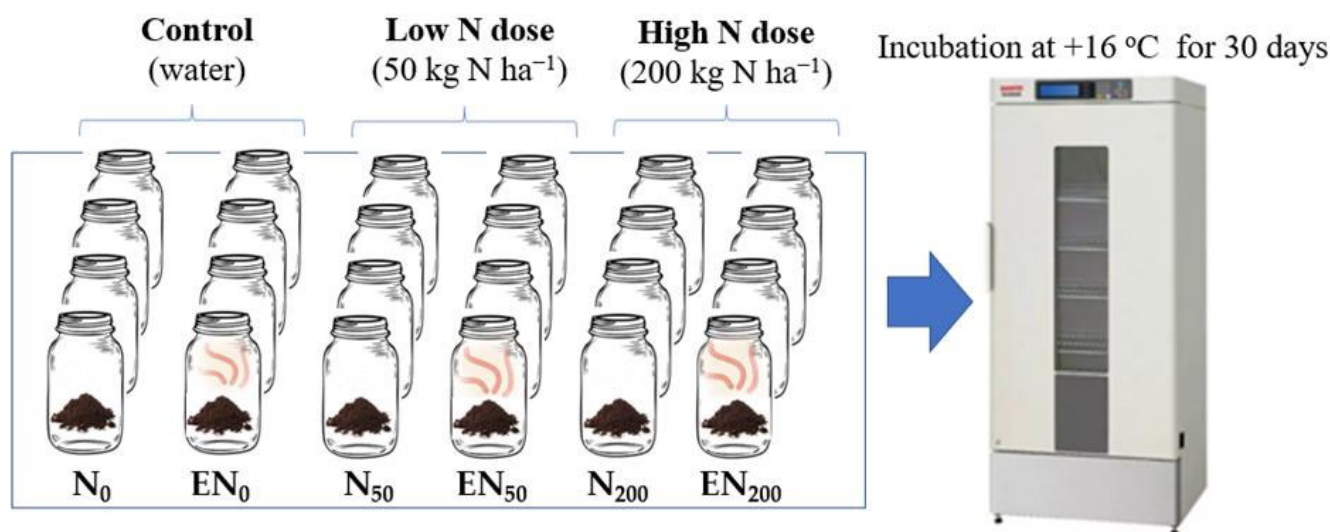 Control
(water)
Low N dose
(50 kg N ha⁻¹)
High N dose
(200 kg N ha⁻¹)
Incubation at +16 °C for 30 days
N₀
EN₀
N₅₀
EN₅₀
N₂₀₀
EN₂₀₀